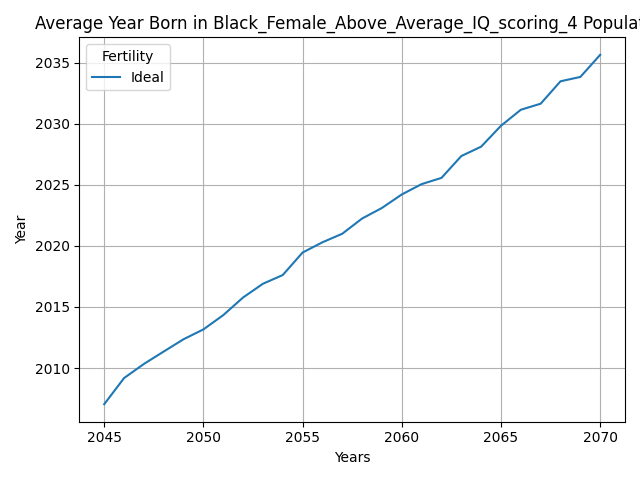 Average Year Born in Black_Female_Above_Average_IQ_scoring_4 Populat
Fertility
Ideal
2035
2030
2025
2020
2015
2010
Year
2045 2050 2055 2060 2065 2070
Years